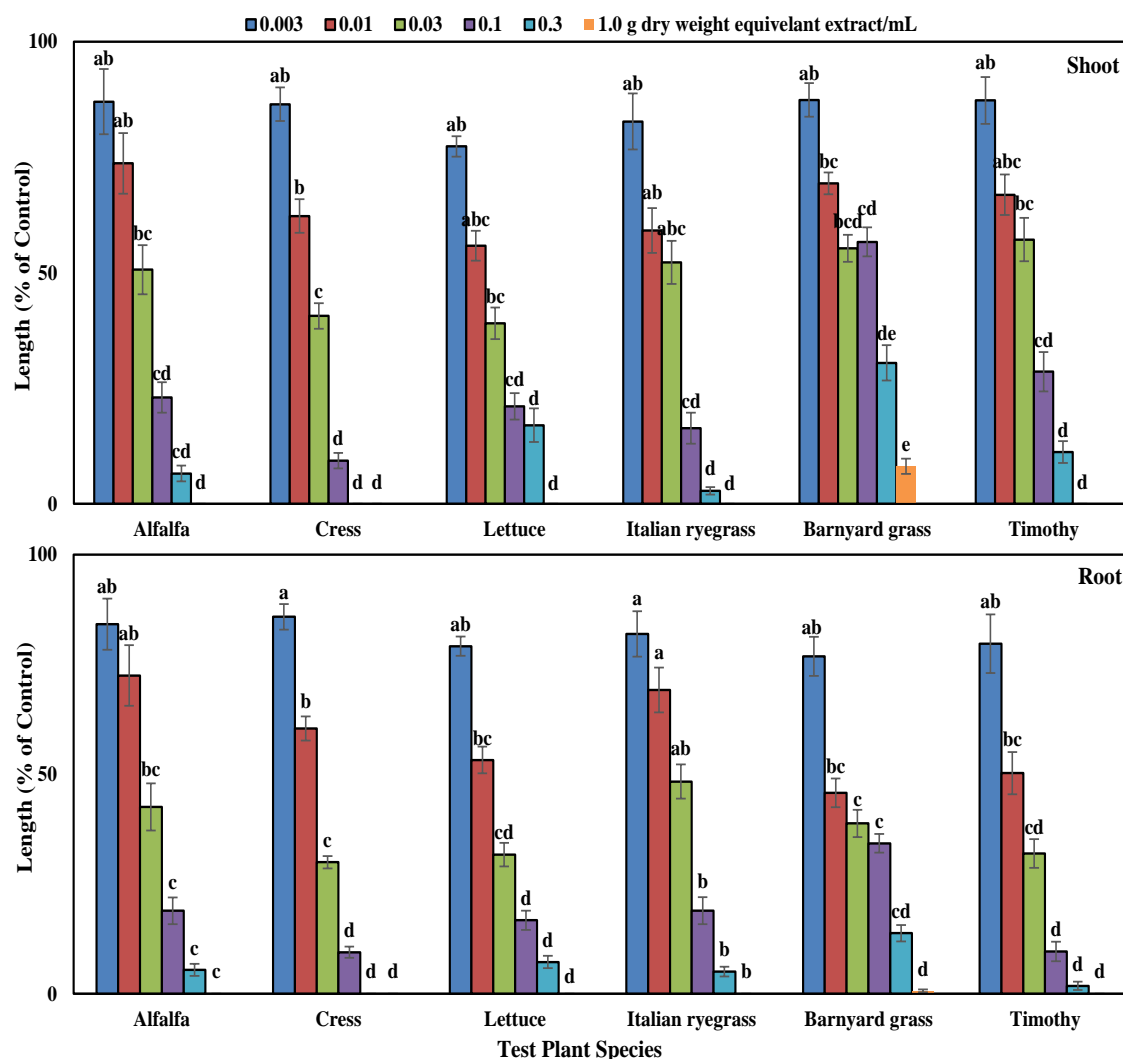 0.003 0.01 0.03 0.1 0.3 1.0 g dry weight equivelant extract/mL
100
Shoot
ab ab ab ab ab ab
ab
bc abc
b ab
abc abc bcd cd bc
bc
c
de
cd cd d cd
cd
d
cd d
d d d d d d e d
50
0
Length (% of Control)
Alfalfa Cress Lettuce Italian ryegrass Barnyard grass Timothy
100
Root
ab a ab a ab ab
ab a
b bc ab bc bc
bc c c
c cd cd
c d b cd
d
c c d d d d b b d d d
50
0
Length (% of Control)
Alfalfa Cress Lettuce Italian ryegrass Barnyard grass Timothy
Test Plant Species